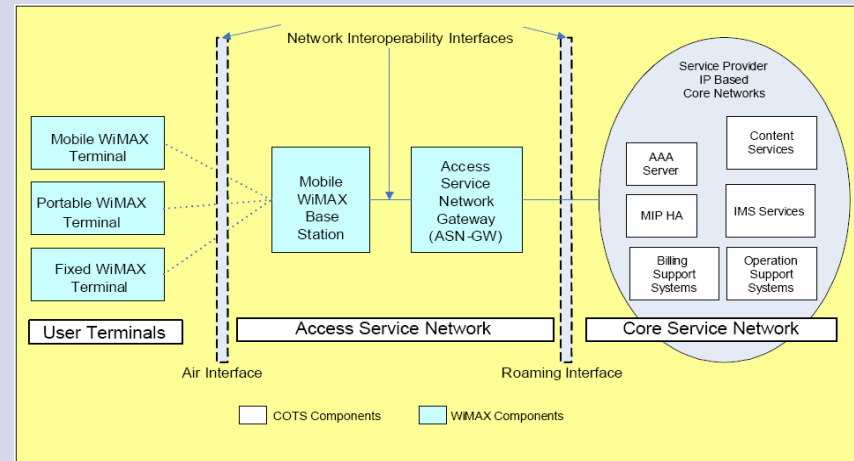 Network Interoperability Interfaces
Service Provider
IP Based
Core Networks
Mobile WiMAX
Terminal
Portable WiMAX
Terminal
Fixed WiMAX
Terminal
Mobile
WiMAX
Base
Station
Access
Service
Network
Gateway
(ASN-GW)
AAA
Server
Content
Services
MIP HA
IMS Services
Billing
Support
Systems
Operation
Support
Systems
User Terminals
Access Service Network
Core Service Network
Air Interface
Roaming Interface
COTS Components
WiMAX Components